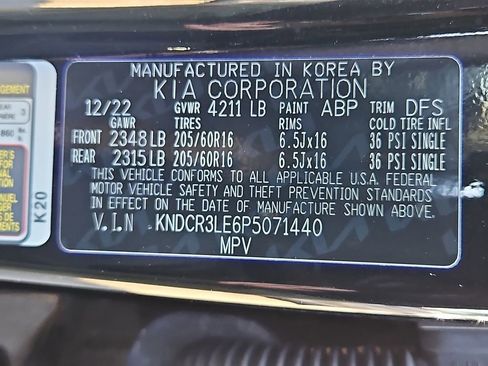 MANUFACTURED IN KOREA BY
KIA CORPORATION
12/22 GVWR 4211 LB PAINT ABP TRIM DFS
GAWR TIRES RIMS COLD TIRE INFL
FRONT 2348 LB 205/60R16 6.5Jx16 36 PSI SINGLE
REAR 2315 LB 205/60R16 6.5Jx16 36 PSI SINGLE
THIS VEHICLE CONFORMS TO ALL APPLICABLE U.S.A. FEDERAL
MOTOR VEHICLE SAFETY AND THEFT PREVENTION STANDARDS
IN EFFECT ON THE DATE OF MANUFACTURE SHOWN ABOVE.
V.I.N KNDCR3LE6P5071440
MPV
860
K20